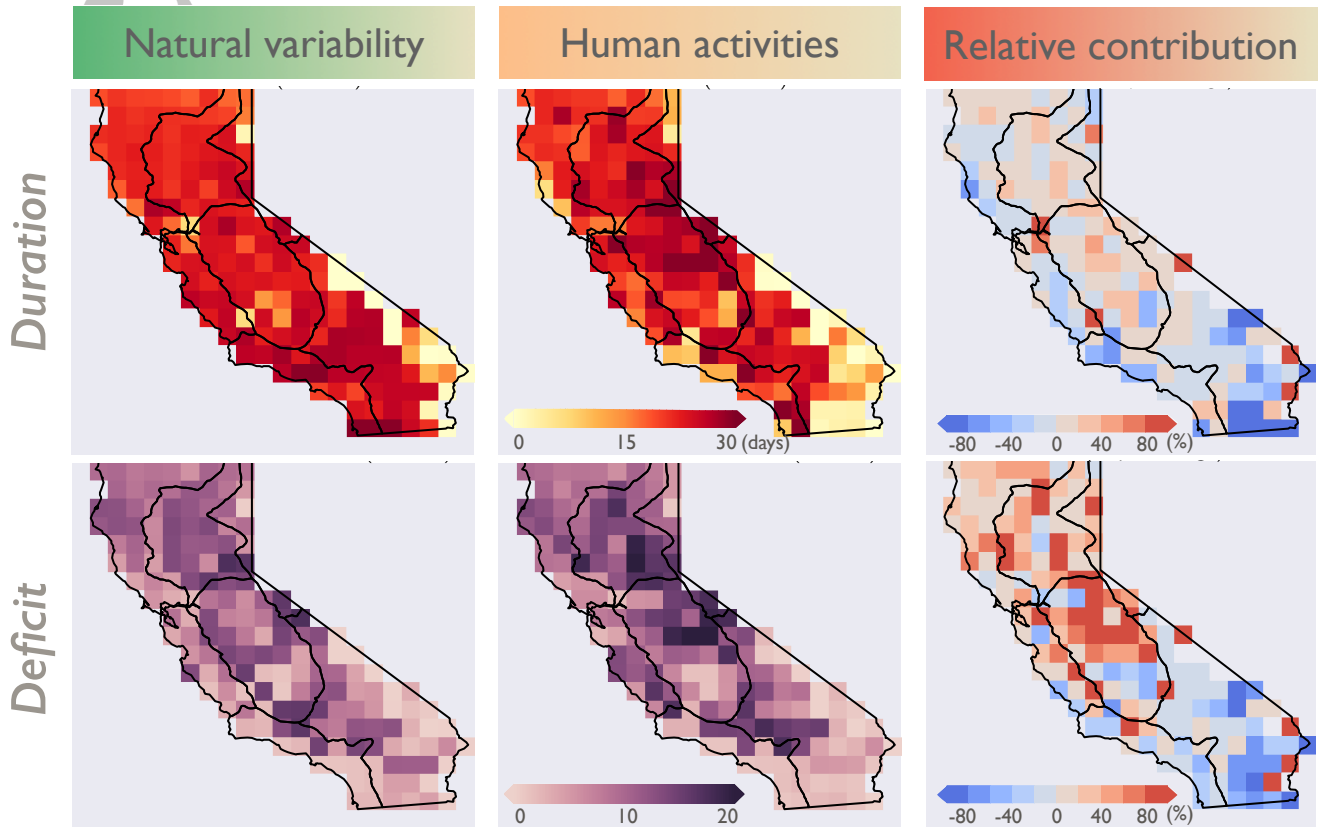 Natural variability
Human activities
Relative contribution
Duration
0 15 30 (days)
-80 -40 0 40 80 (%)
Deficit
0 10 20
-80 -40 0 40 80 (%)